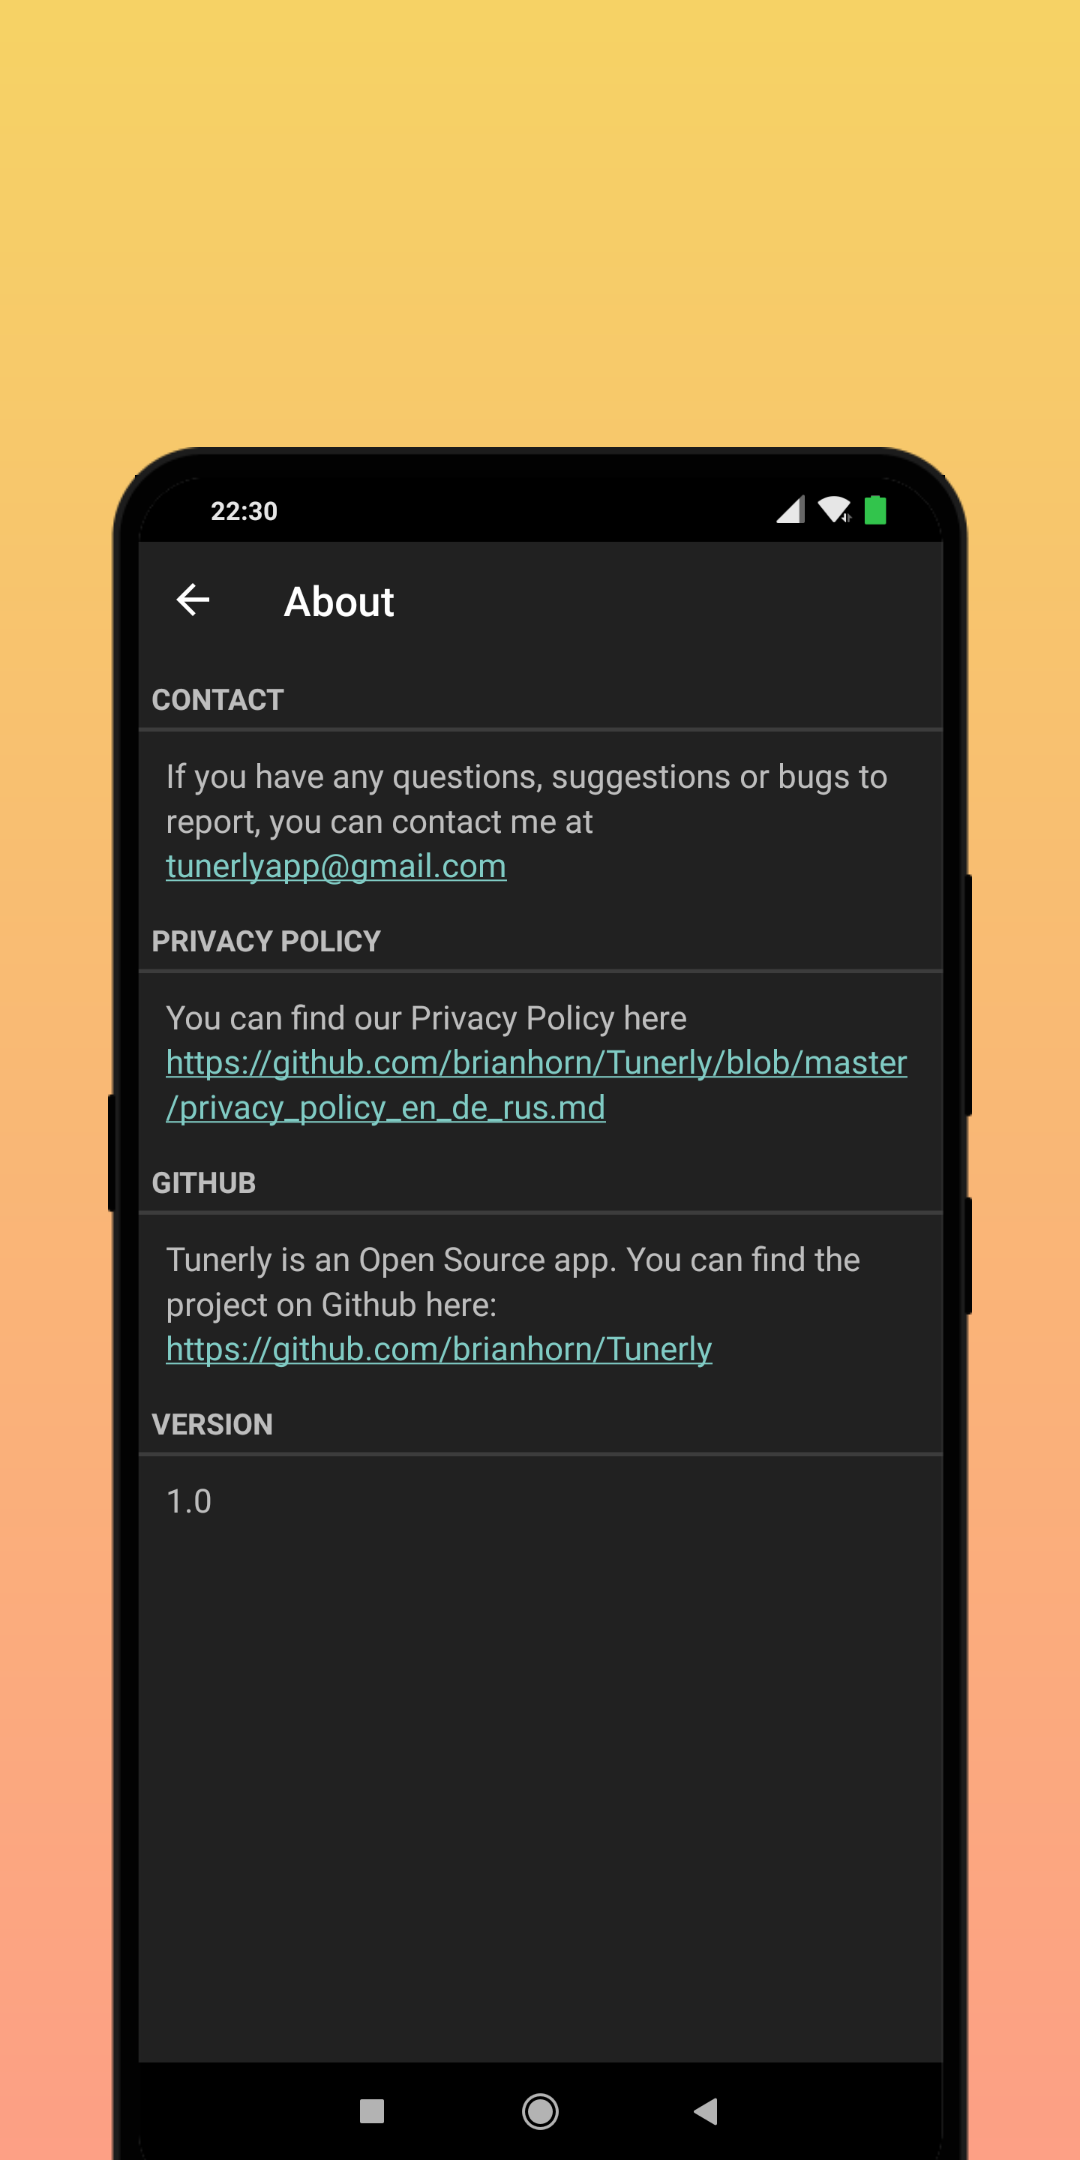 22:30
About
CONTACT
If you have any questions, suggestions or bugs to
report, you can contact me at
tunerlyapp@gmail.com
PRIVACY POLICY
You can find our Privacy Policy here
https://github.com/brianhorn/Tunerly/blob/master
/privacy_policy_en_de_rus.md
GITHUB
Tunerly is an Open Source app. You can find the
project on Github here:
https://github.com/brianhorn/Tunerly
VERSION
1.0